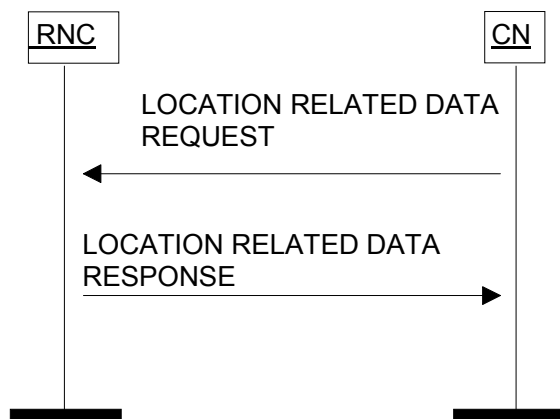 RNC
CN
LOCATION RELATED DATA
REQUEST
LOCATION RELATED DATA
RESPONSE